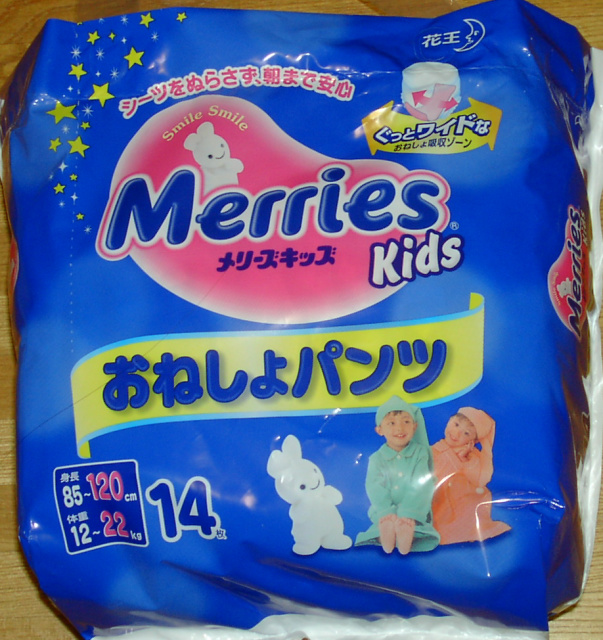 花王
シーツをぬらさず、朝まで安心
Smile Smile
ぐっとワイドな
おねしょ吸収ゾーン
Merries®
Kids
メリーズキッズ
おねしょパンツ
身長
85~120cm
体重
12~22kg
14枚
Merries